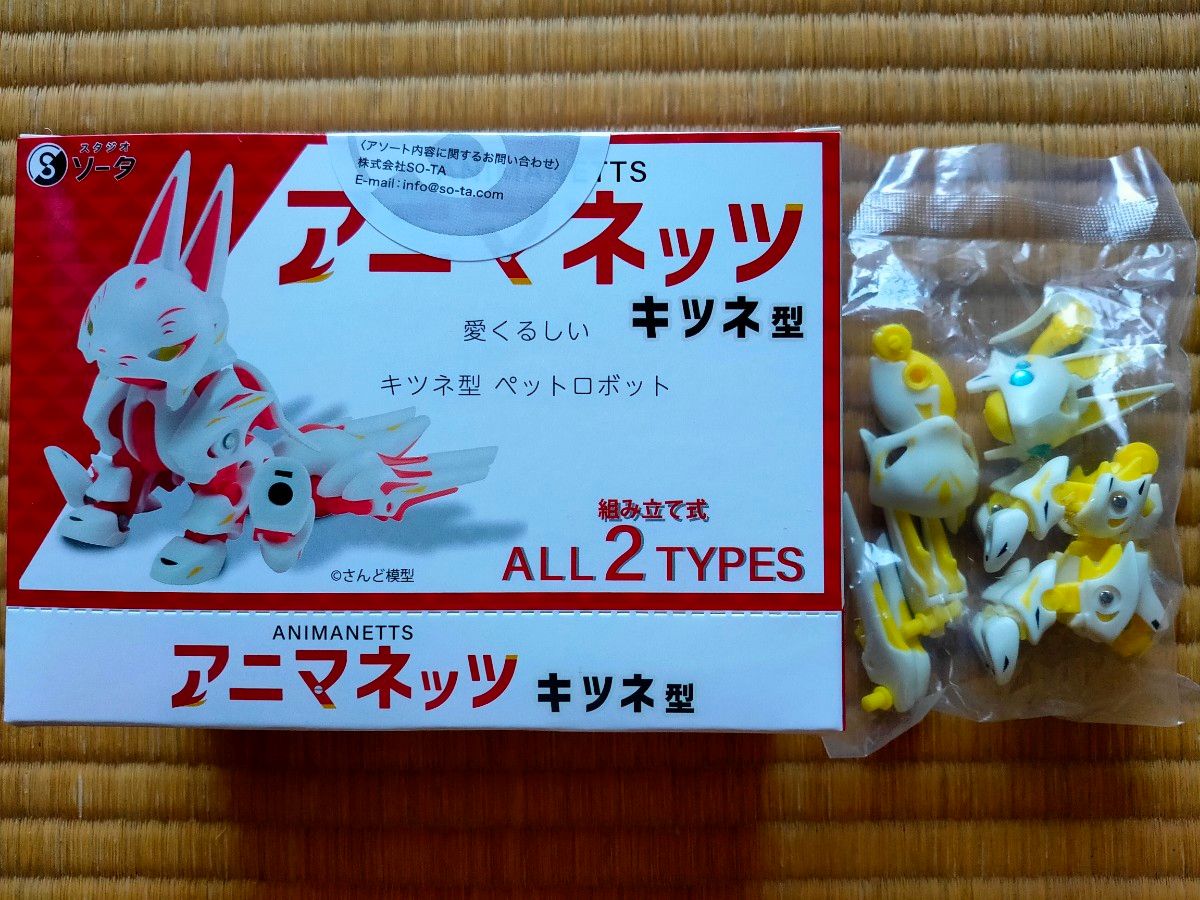 スタジオ
ソータ
〈アソート内容に関するお問い合わせ〉
株式会社SO-TA
E-mail：info@so-ta.com
ETTS
アニマネッツ
キツネ型
愛くるしい
キツネ型 ペットロボット
組み立て式
ALL 2 TYPES
©さんど模型
ANIMANETTS
アニマネッツ キツネ型